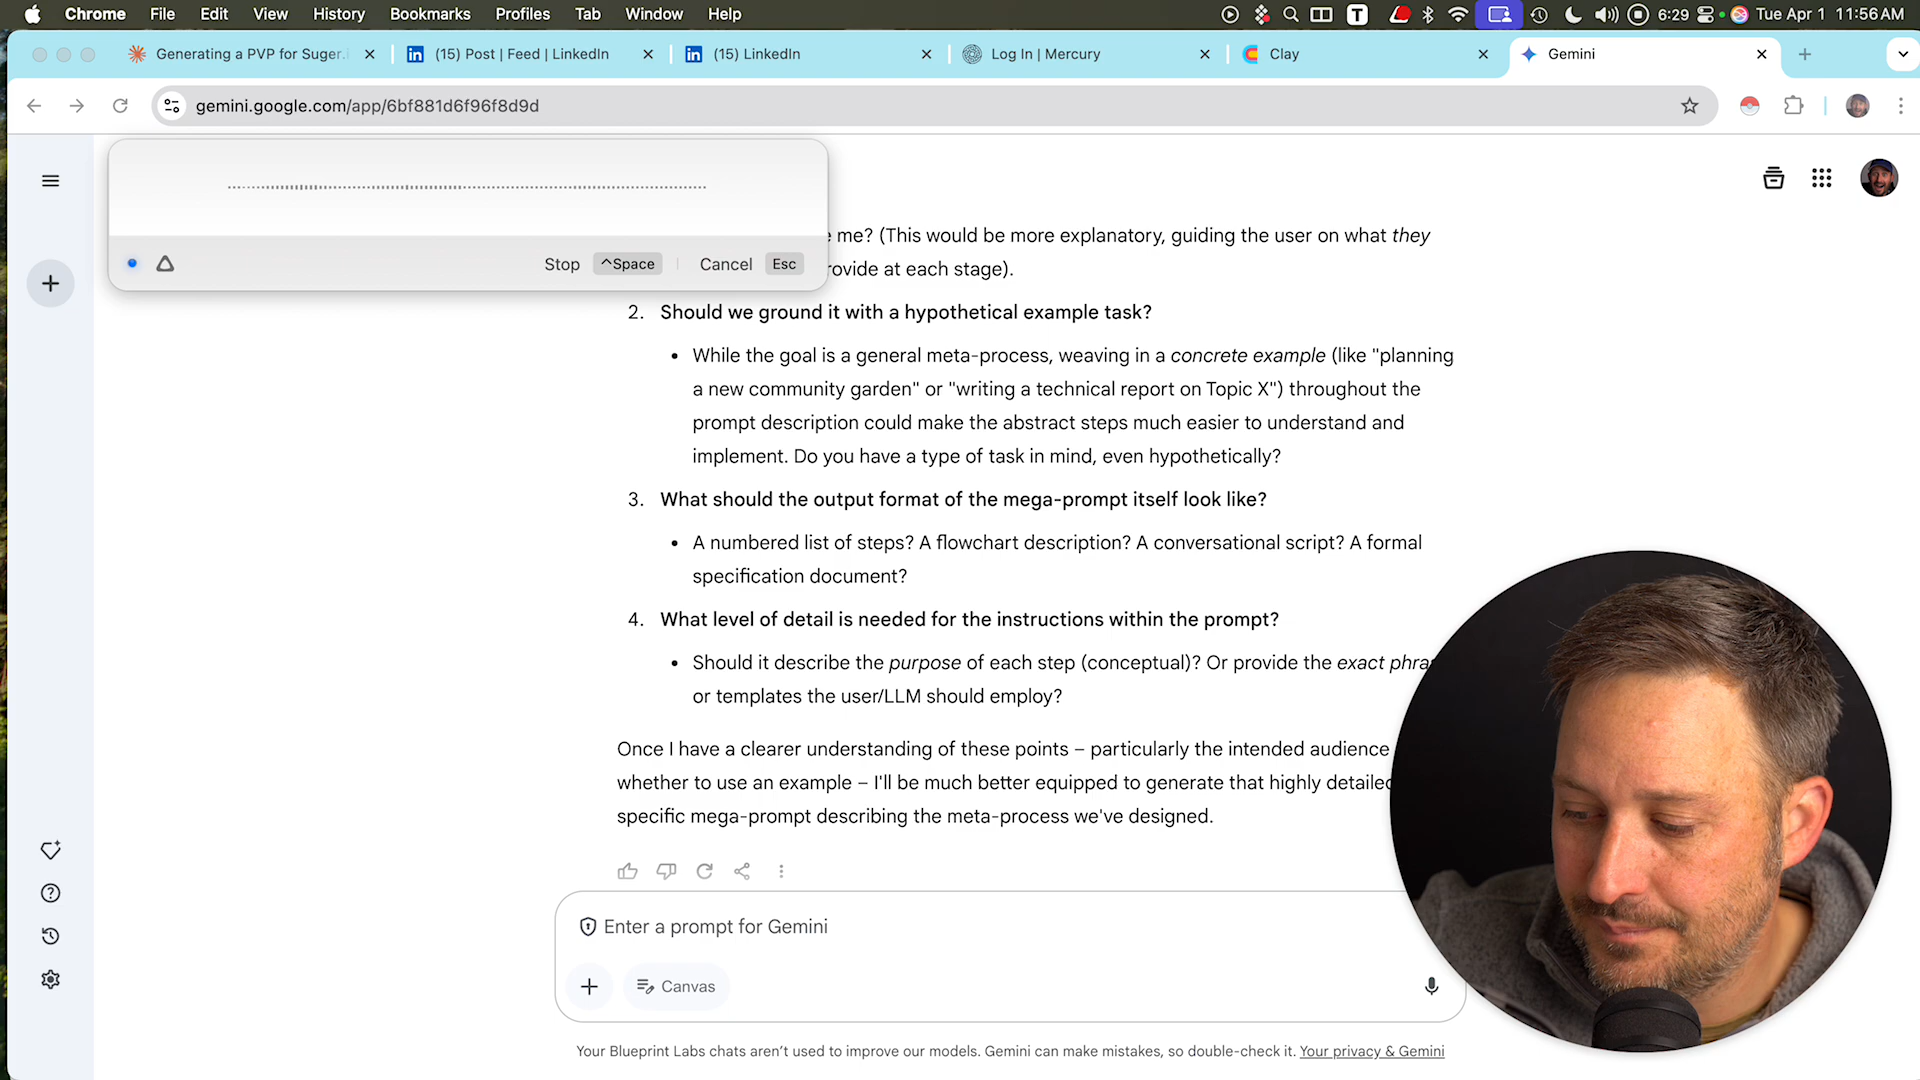 Chrome File Edit View History Bookmarks Profiles Tab Window Help T 6:29 Tue Apr 1 11:56 AM
Generating a PVP for Suger.i (15) Post | Feed | LinkedIn (15) LinkedIn Log In | Mercury Clay Gemini
gemini.google.com/app/6bf881d6f96f8d9d
me? (This would be more explanatory, guiding the user on what they
Stop ^Space Cancel Esc
rovide at each stage).
2. Should we ground it with a hypothetical example task?
• While the goal is a general meta-process, weaving in a concrete example (like "planning
a new community garden" or "writing a technical report on Topic X") throughout the
prompt description could make the abstract steps much easier to understand and
implement. Do you have a type of task in mind, even hypothetically?
3. What should the output format of the mega-prompt itself look like?
• A numbered list of steps? A flowchart description? A conversational script? A formal
specification document?
4. What level of detail is needed for the instructions within the prompt?
• Should it describe the purpose of each step (conceptual)? Or provide the exact phra
or templates the user/LLM should employ?
Once I have a clearer understanding of these points – particularly the intended audience
whether to use an example – I'll be much better equipped to generate that highly detailed
specific mega-prompt describing the meta-process we've designed.
Enter a prompt for Gemini
Canvas
Your Blueprint Labs chats aren't used to improve our models. Gemini can make mistakes, so double-check it. Your privacy & Gemini